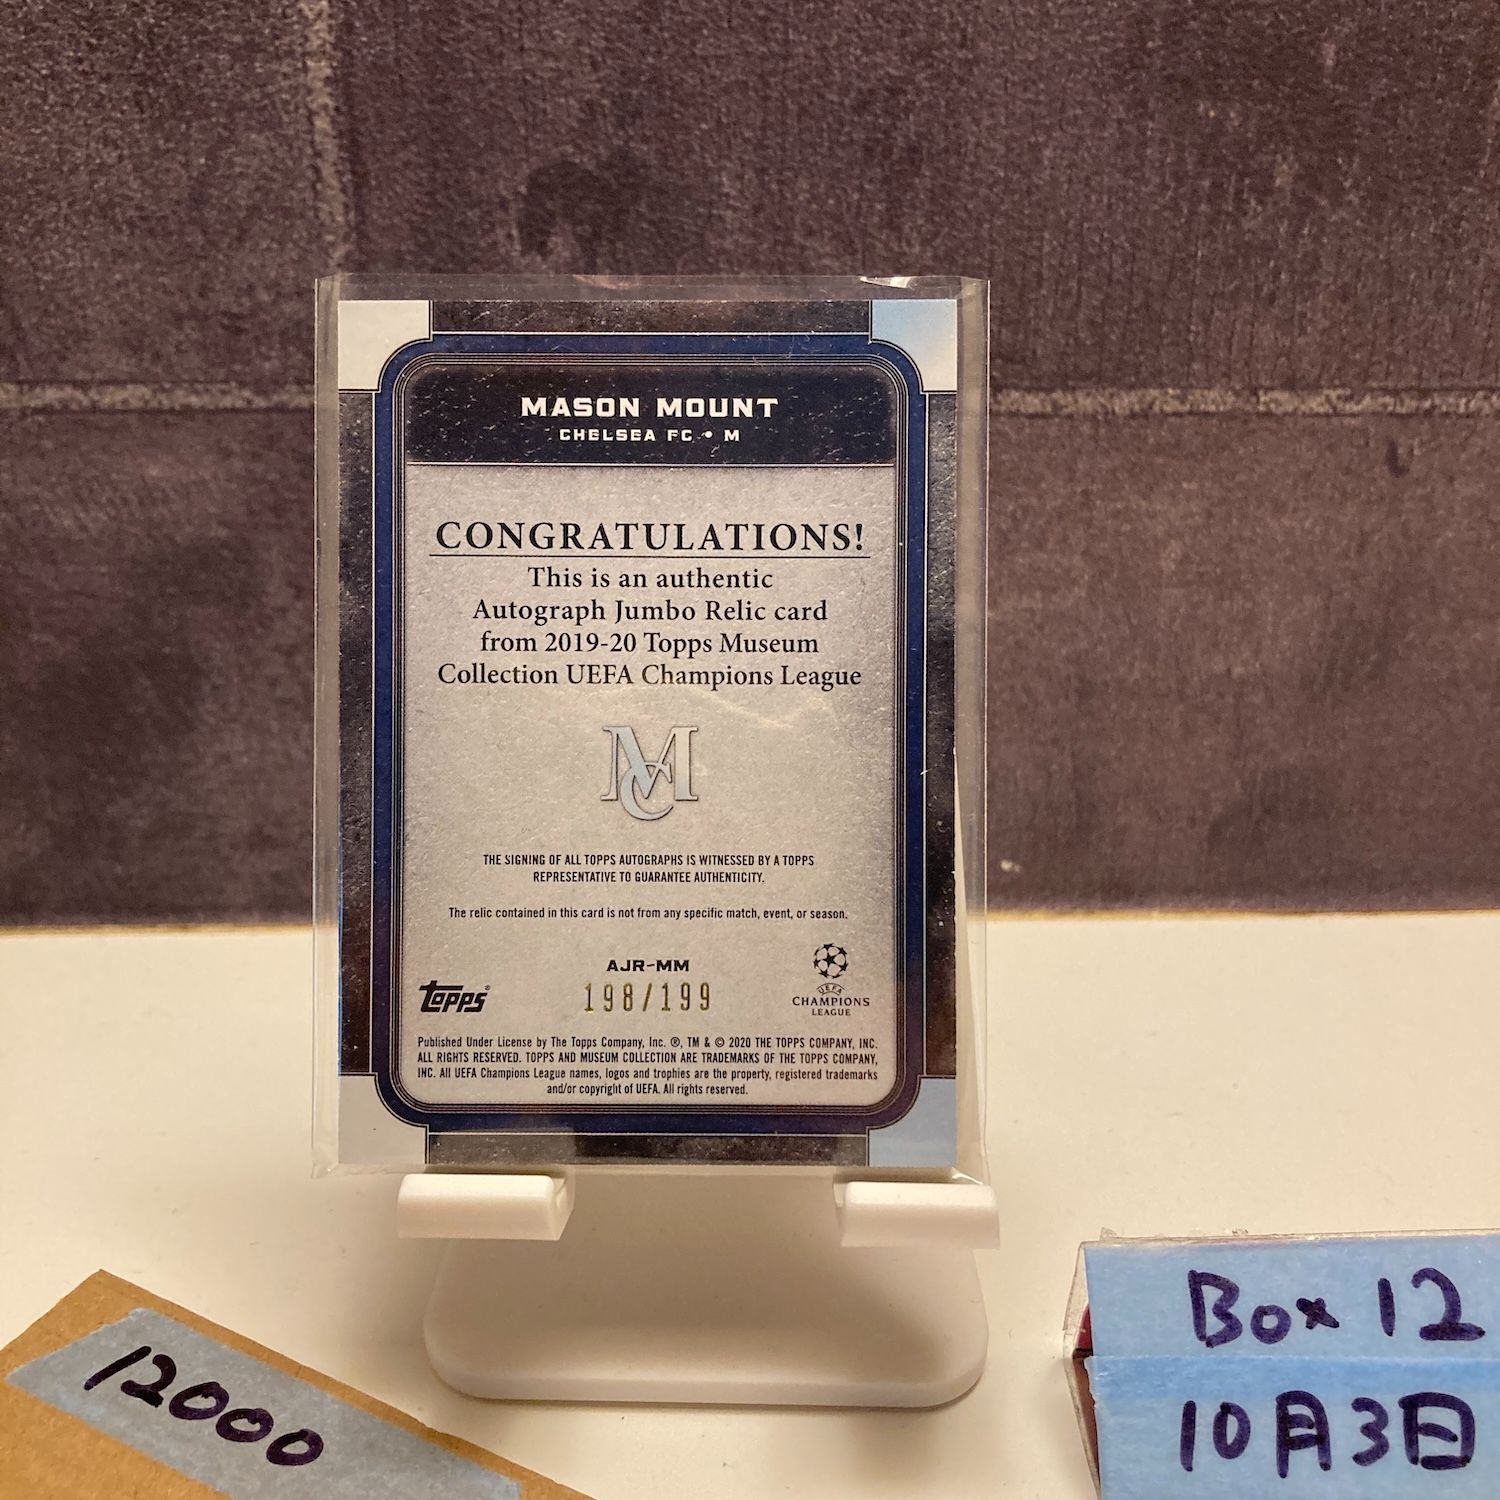 MASON MOUNT
CHELSEA FC • M
CONGRATULATIONS!
This is an authentic
Autograph Jumbo Relic card
from 2019-20 Topps Museum
Collection UEFA Champions League
MC
THE SIGNING OF ALL TOPPS AUTOGRAPHS IS WITNESSED BY A TOPPS
REPRESENTATIVE TO GUARANTEE AUTHENTICITY.
The relic contained in this card is not from any specific match, event, or season.
AJR-MM
198/199
topps®
UEFA
CHAMPIONS
LEAGUE
Published Under License by The Topps Company, Inc. ®, TM & © 2020 THE TOPPS COMPANY, INC.
ALL RIGHTS RESERVED. TOPPS AND MUSEUM COLLECTION ARE TRADEMARKS OF THE TOPPS COMPANY,
INC. All UEFA Champions League names, logos and trophies are the property, registered trademarks
and/or copyright of UEFA. All rights reserved.
12000
Box 12
10月3日